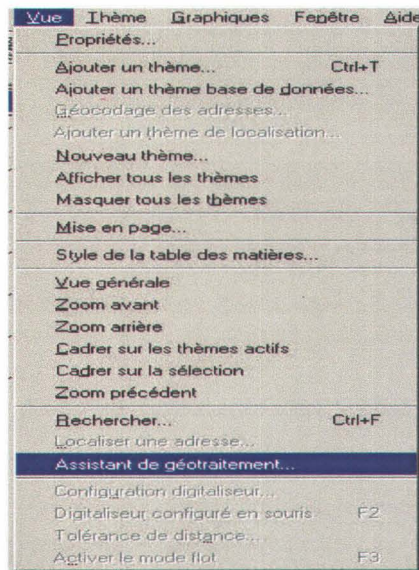 Vue Thème Graphiques Fenêtre Aide
Propriétés...
Ajouter un thème... Ctrl+T
Ajouter un thème base de données...
Géocodage des adresses...
Ajouter un thème de localisation...
Nouveau thème...
Afficher tous les thèmes
Masquer tous les thèmes
Mise en page...
Style de la table des matières...
Vue générale
Zoom avant
Zoom arrière
Cadrer sur les thèmes actifs
Cadrer sur la sélection
Zoom précédent
Rechercher... Ctrl+F
Localiser une adresse...
Assistant de géotraitement...
Configuration digitaliseur...
Digitaliseur configuré en souris F2
Tolérance de distance...
Activer le mode flot F3